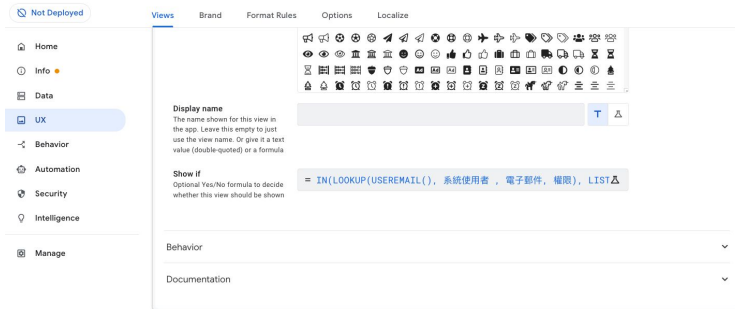 Not Deployed
Views Brand Format Rules Options Localize
Home
Info
Data
UX
Behavior
Automation
Security
Intelligence
Manage
Display name
The name shown for this view in
the app. Leave this empty to just
use the view name. Or give it a text
value (double-quoted) or a formula
T
Show if
Optional Yes/No formula to decide
whether this view should be shown
= IN(LOOKUP(USEREMAIL(), 系統使用者 , 電子郵件, 權限), LIST
Behavior
Documentation